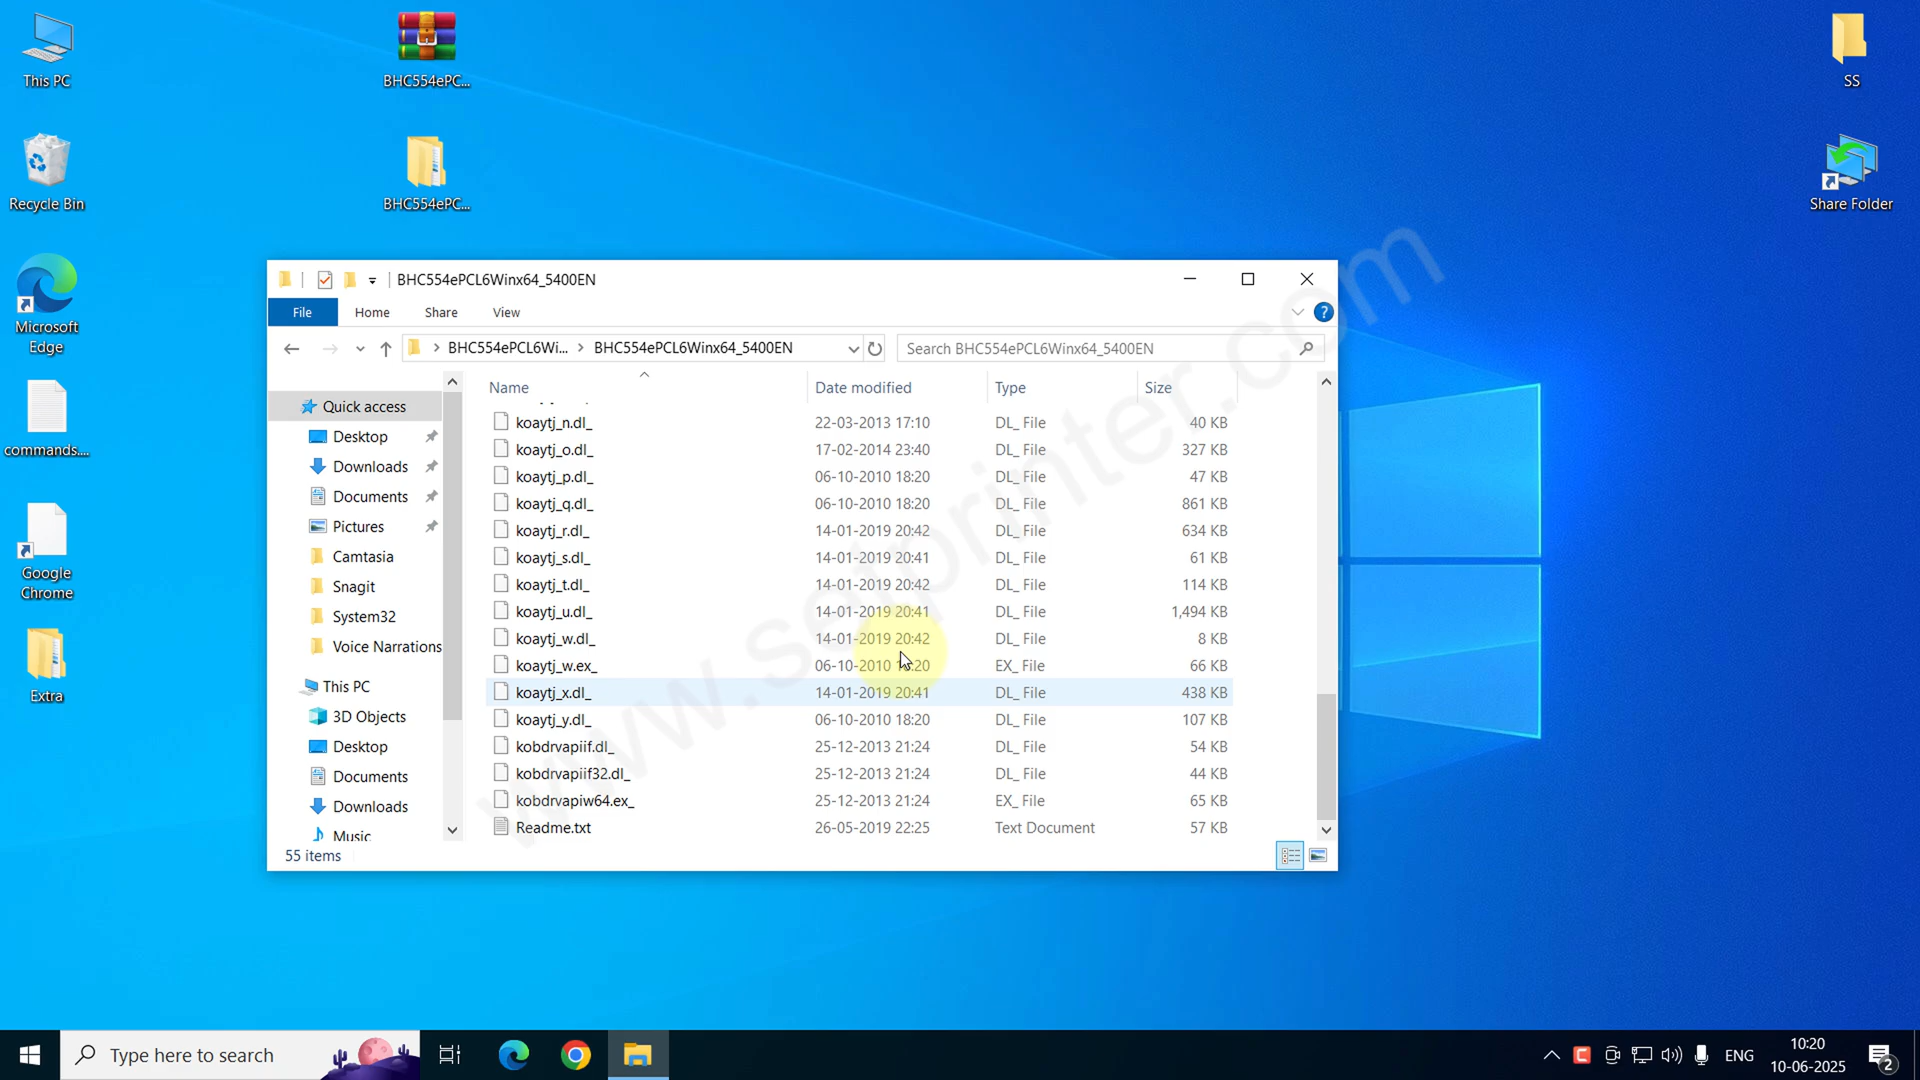 This PC
BHC554ePC...
SS
Recycle Bin
BHC554ePC...
Share Folder
Microsoft
Edge
commands....
Google
Chrome
Extra
BHC554ePCL6Winx64_5400EN
File Home Share View
BHC554ePCL6Wi... BHC554ePCL6Winx64_5400EN Search BHC554ePCL6Winx64_5400EN
Name Date modified Type Size
Quick access
Desktop
Downloads
Documents
Pictures
Camtasia
Snagit
System32
Voice Narrations
This PC
3D Objects
Desktop
Documents
Downloads
Music
koaytj_n.dl_ 22-03-2013 17:10 DL_ File 40 KB
koaytj_o.dl_ 17-02-2014 23:40 DL_ File 327 KB
koaytj_p.dl_ 06-10-2010 18:20 DL_ File 47 KB
koaytj_q.dl_ 06-10-2010 18:20 DL_ File 861 KB
koaytj_r.dl_ 14-01-2019 20:42 DL_ File 634 KB
koaytj_s.dl_ 14-01-2019 20:41 DL_ File 61 KB
koaytj_t.dl_ 14-01-2019 20:42 DL_ File 114 KB
koaytj_u.dl_ 14-01-2019 20:41 DL_ File 1,494 KB
koaytj_w.dl_ 14-01-2019 20:42 DL_ File 8 KB
koaytj_w.ex_ 06-10-2010 18:20 EX_ File 66 KB
koaytj_x.dl_ 14-01-2019 20:41 DL_ File 438 KB
koaytj_y.dl_ 06-10-2010 18:20 DL_ File 107 KB
kobdrvapiif.dl_ 25-12-2013 21:24 DL_ File 54 KB
kobdrvapiif32.dl_ 25-12-2013 21:24 DL_ File 44 KB
kobdrvapiw64.ex_ 25-12-2013 21:24 EX_ File 65 KB
Readme.txt 26-05-2019 22:25 Text Document 57 KB
55 items
www.setprinter.com
Type here to search
ENG
10:20
10-06-2025
2